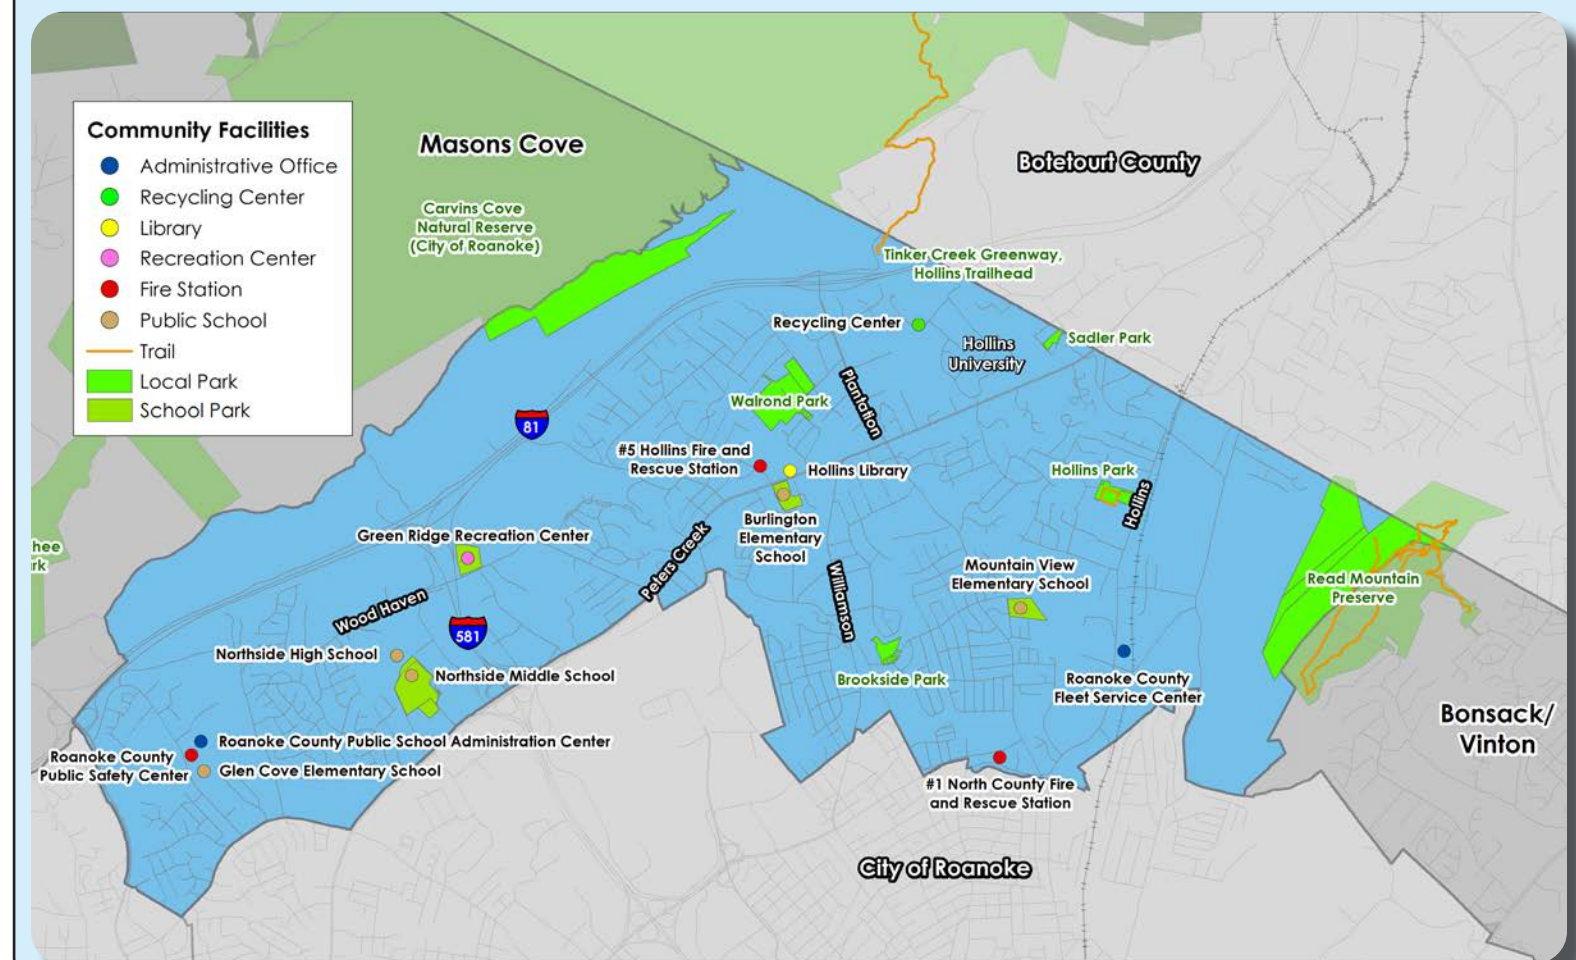 Community Facilities
Administrative Office
Recycling Center
Library
Recreation Center
Fire Station
Public School
Trail
Local Park
School Park
Masons Cove
Carvins Cove
Natural Reserve
(City of Roanoke)
Botetourt County
Tinker Creek Greenway,
Hollins Trailhead
Recycling Center
Hollins
University
Sadler Park
Plantation
Walrond Park
81
#5 Hollins Fire and
Rescue Station
Hollins Library
Hollins Park
Hollins
Burlington
Elementary
School
Green Ridge Recreation Center
Peters Creek
hee
rk
Mountain View
Elementary School
Williamson
Read Mountain
Preserve
Wood Haven
581
Northside High School
Northside Middle School
Brookside Park
Roanoke County
Fleet Service Center
Bonsack/
Vinton
Roanoke County Public School Administration Center
Roanoke County
Public Safety Center
Glen Cove Elementary School
#1 North County Fire
and Rescue Station
City of Roanoke